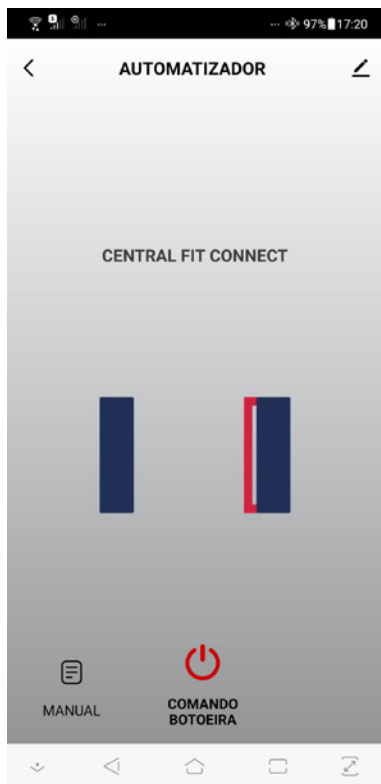 97% 17:20
AUTOMATIZADOR
CENTRAL FIT CONNECT
MANUAL
COMANDO
BOTOEIRA